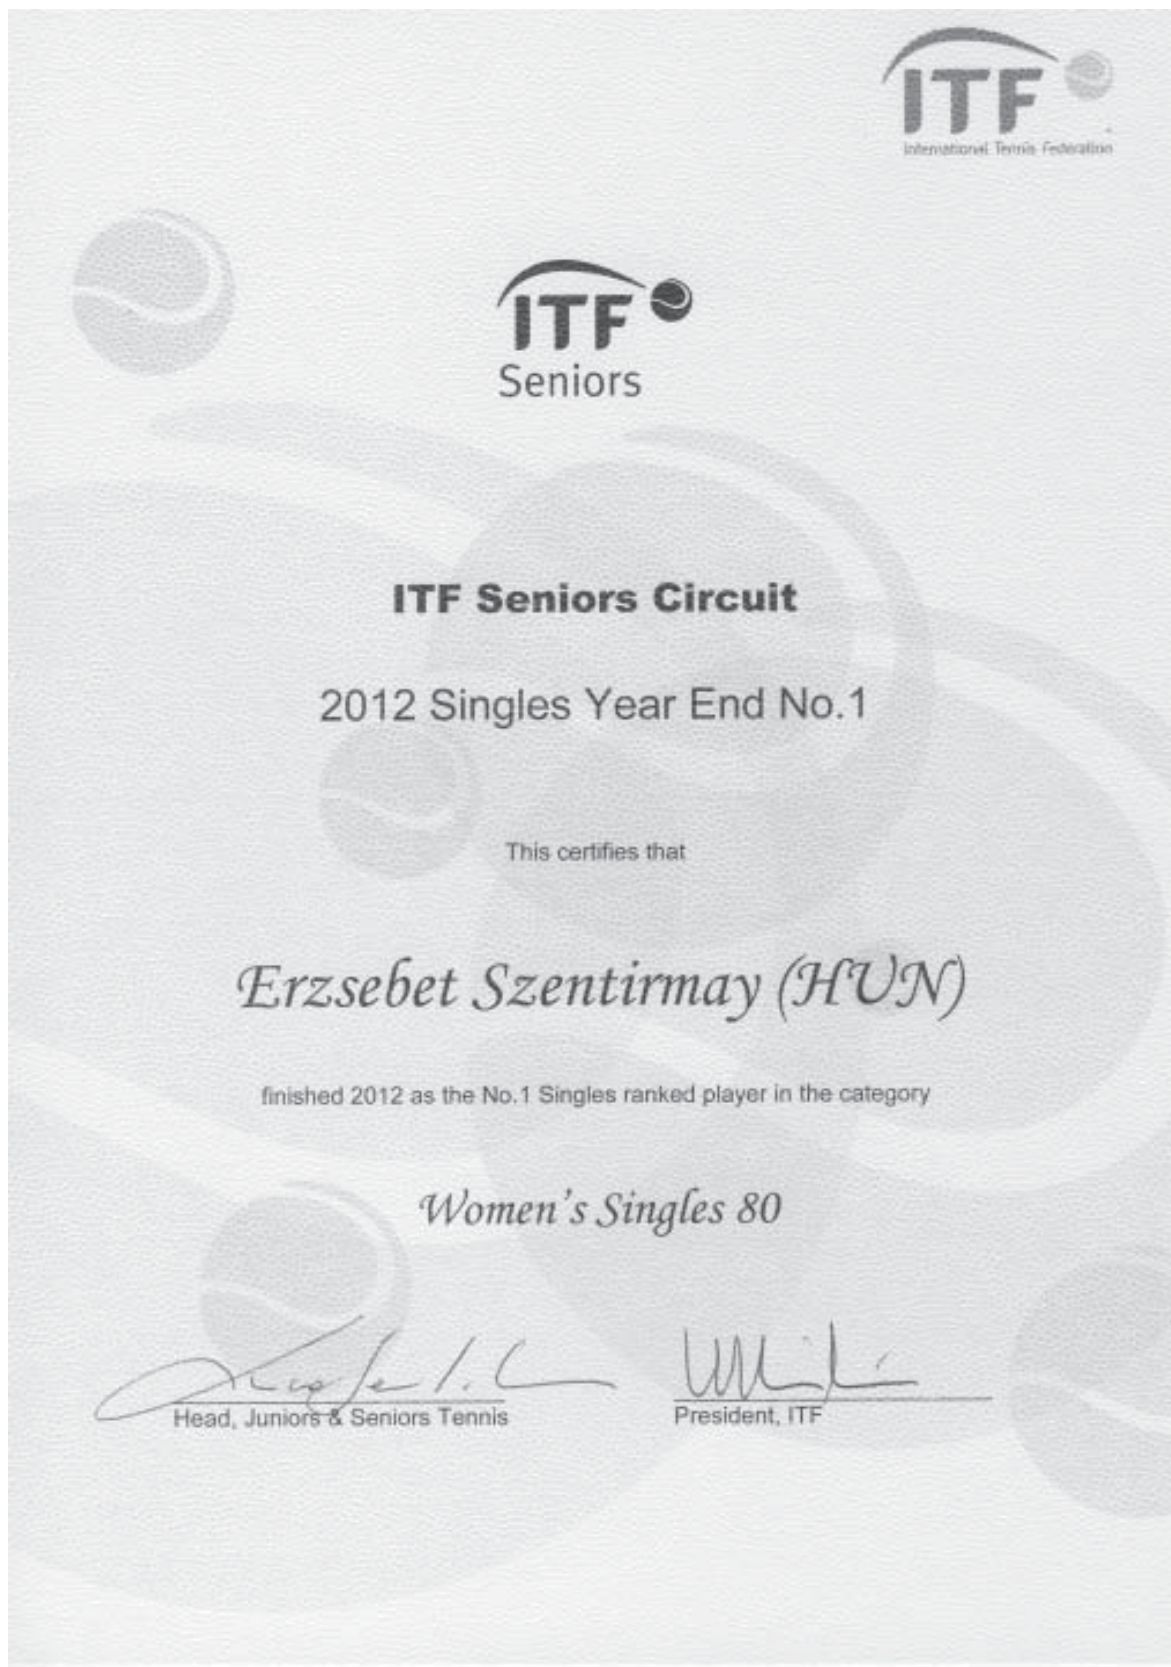 ITF
International Tennis Federation
ITF
Seniors
ITF Seniors Circuit
2012 Singles Year End No.1
This certifies that
Erzsebet Szentirmay (HUN)
finished 2012 as the No.1 Singles ranked player in the category
Women's Singles 80
Head, Juniors & Seniors Tennis
President, ITF